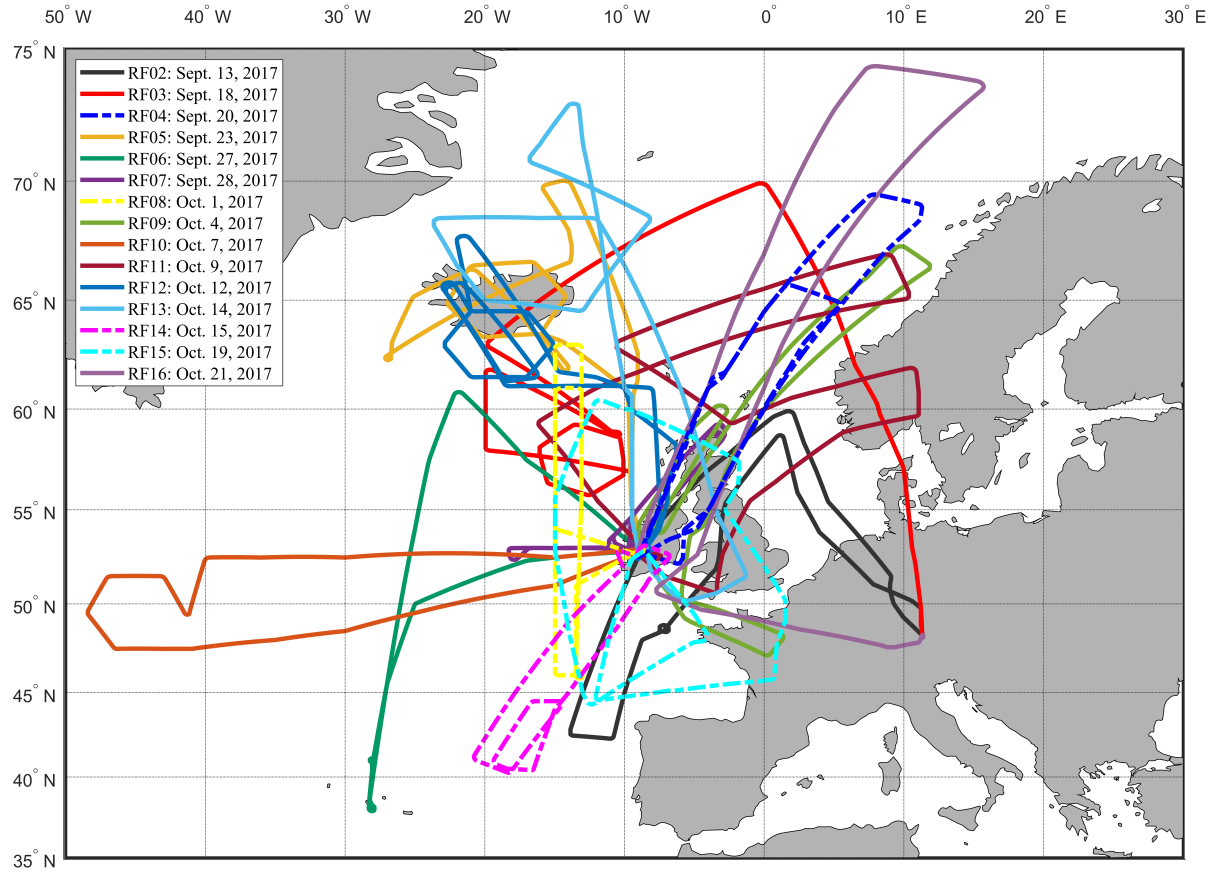 50° W 40° W 30° W 20° W 10° W 0° 10° E 20° E 30° E
75° N
70° N
65° N
60° N
55° N
50° N
45° N
40° N
35° N
RF02: Sept. 13, 2017
RF03: Sept. 18, 2017
RF04: Sept. 20, 2017
RF05: Sept. 23, 2017
RF06: Sept. 27, 2017
RF07: Sept. 28, 2017
RF08: Oct. 1, 2017
RF09: Oct. 4, 2017
RF10: Oct. 7, 2017
RF11: Oct. 9, 2017
RF12: Oct. 12, 2017
RF13: Oct. 14, 2017
RF14: Oct. 15, 2017
RF15: Oct. 19, 2017
RF16: Oct. 21, 2017